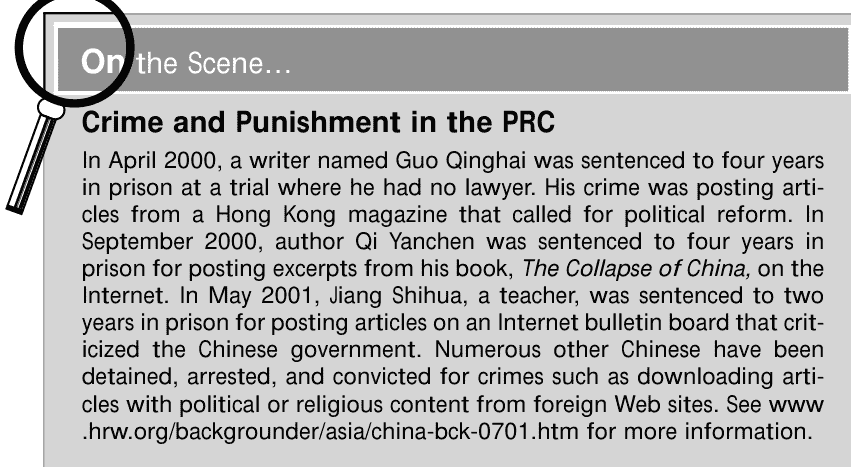 On the Scene...
Crime and Punishment in the PRC
In April 2000, a writer named Guo Qinghai was sentenced to four years
in prison at a trial where he had no lawyer. His crime was posting arti-
cles from a Hong Kong magazine that called for political reform. In
September 2000, author Qi Yanchen was sentenced to four years in
prison for posting excerpts from his book, The Collapse of China, on the
Internet. In May 2001, Jiang Shihua, a teacher, was sentenced to two
years in prison for posting articles on an Internet bulletin board that crit-
icized the Chinese government. Numerous other Chinese have been
detained, arrested, and convicted for crimes such as downloading arti-
cles with political or religious content from foreign Web sites. See www
.hrw.org/backgrounder/asia/china-bck-0701.htm for more information.